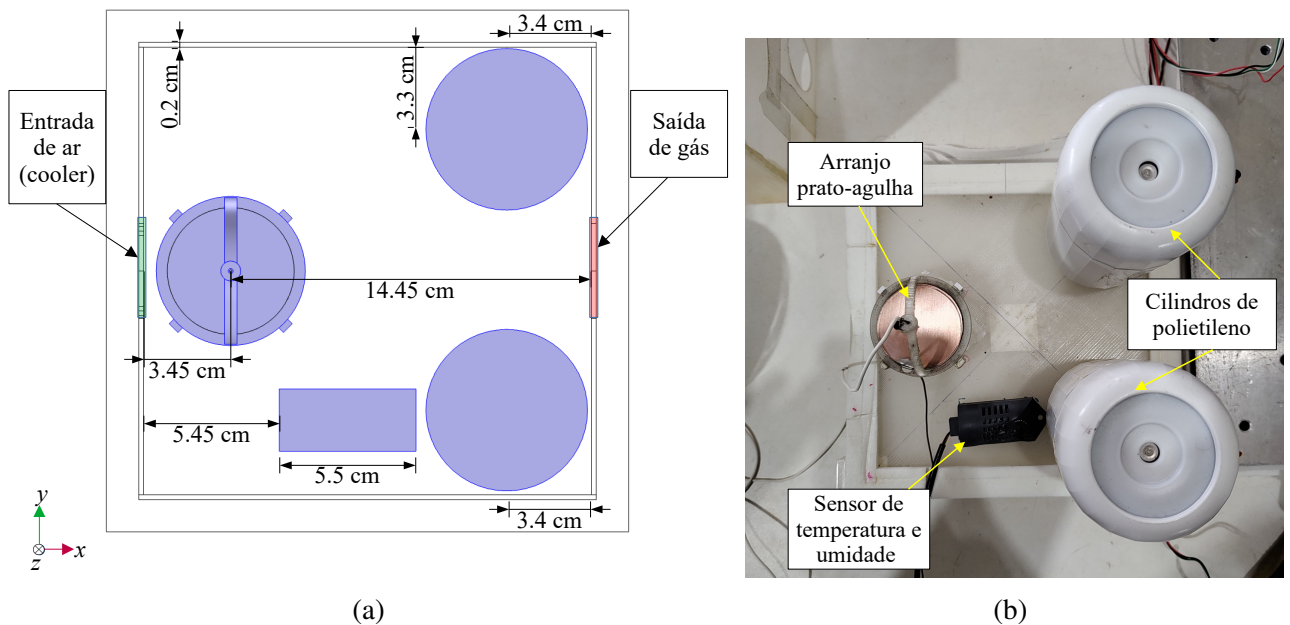 3.4 cm
0.2 cm
3.3 cm
Entrada
de ar
(cooler)
Saída
de gás
14.45 cm
3.45 cm
5.45 cm
5.5 cm
3.4 cm
y
z
x
(a)
Arranjo
prato-agulha
Cilindros de
polietileno
Sensor de
temperatura e
umidade
(b)